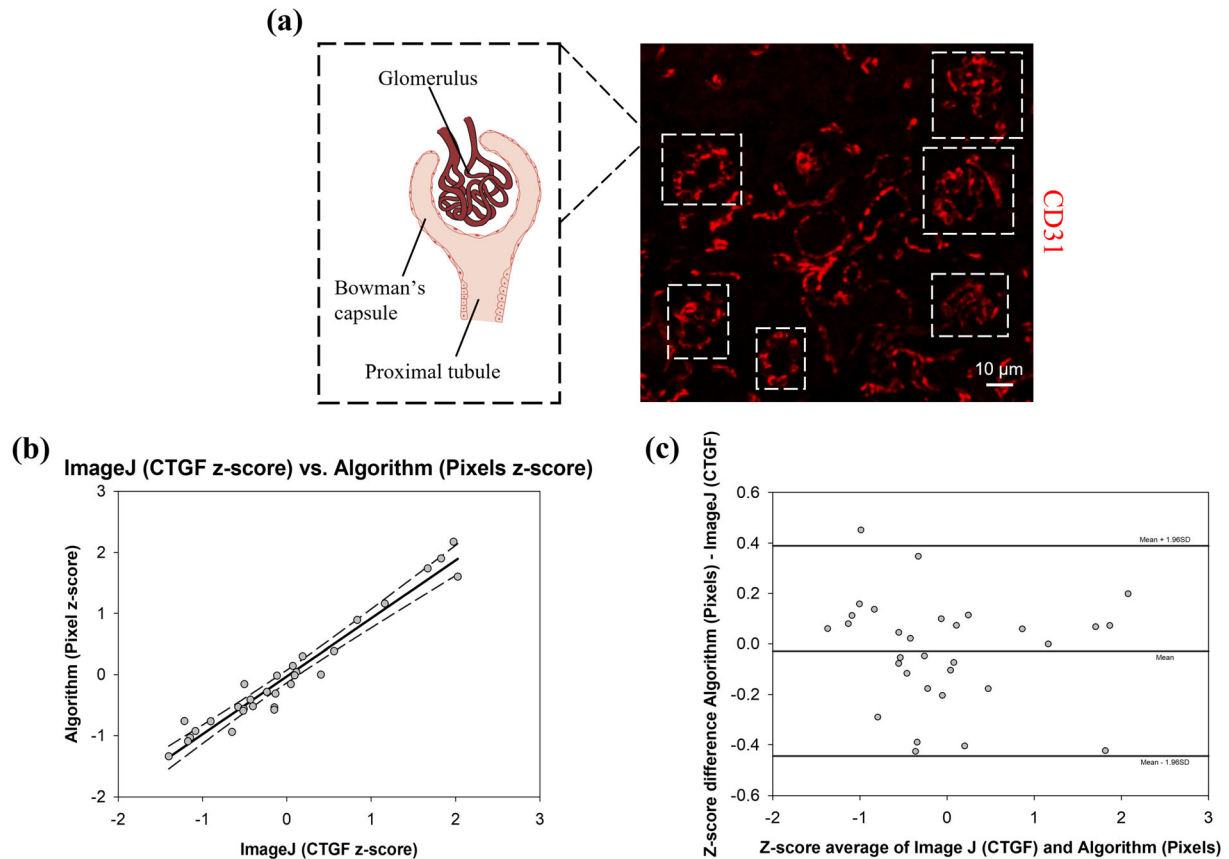 (a)
Glomerulus
Bowman's
capsule
Proximal tubule
CD31
10 µm
(b)
ImageJ (CTGF z-score) vs. Algorithm (Pixels z-score)
Algorithm (Pixel z-score)
3
2
1
0
-1
-2
-2
-1
0
1
2
3
ImageJ (CTGF z-score)
(c)
Z-score difference Algorithm (Pixels) - ImageJ (CTGF)
0.6
0.4
0.2
0.0
-0.2
-0.4
-0.6
Mean + 1.96SD
Mean
Mean - 1.96SD
-2
-1
0
1
2
3
Z-score average of Image J (CTGF) and Algorithm (Pixels)